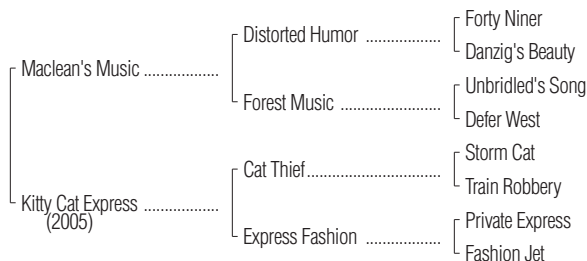 Forty Niner
Distorted Humor ..................
Danzig's Beauty
Maclean's Music ..................
Unbridled's Song
Forest Music ........................
Defer West
Storm Cat
Cat Thief................................
Train Robbery
Kitty Cat Express ..................
(2005)
Private Express
Express Fashion ..................
Fashion Jet